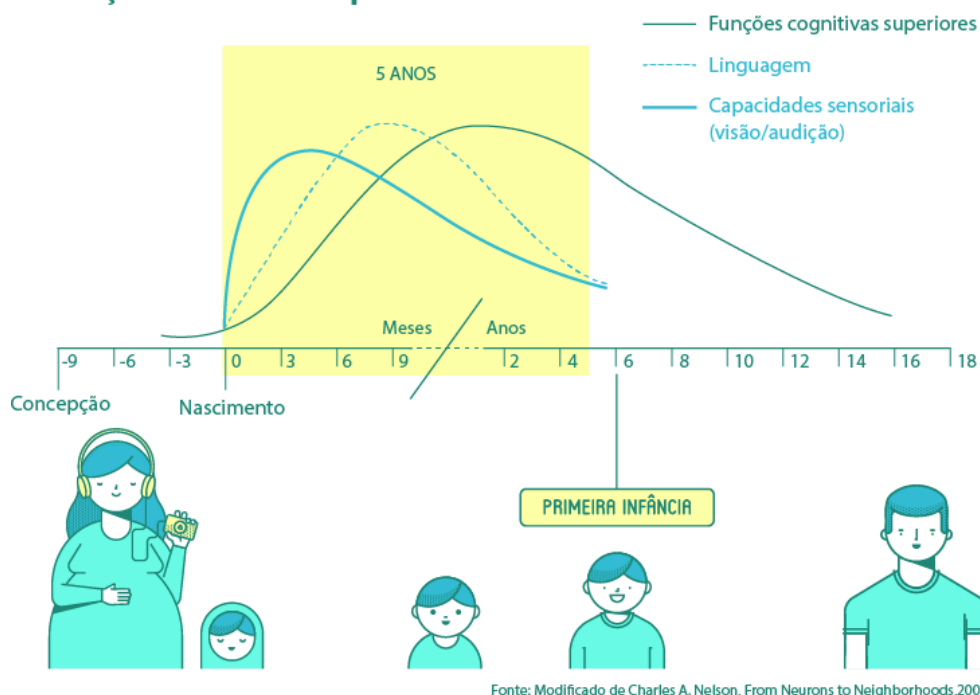 Funções cognitivas superiores
Linguagem
Capacidades sensoriais
(visão/audição)
5 ANOS
Meses Anos
-9 -6 -3 0 3 6 9 2 4 6 8 10 12 14 16 18
Concepção Nascimento
PRIMEIRA INFÂNCIA
Fonte: Modificado de Charles A. Nelson, From Neurons to Neighborhoods,